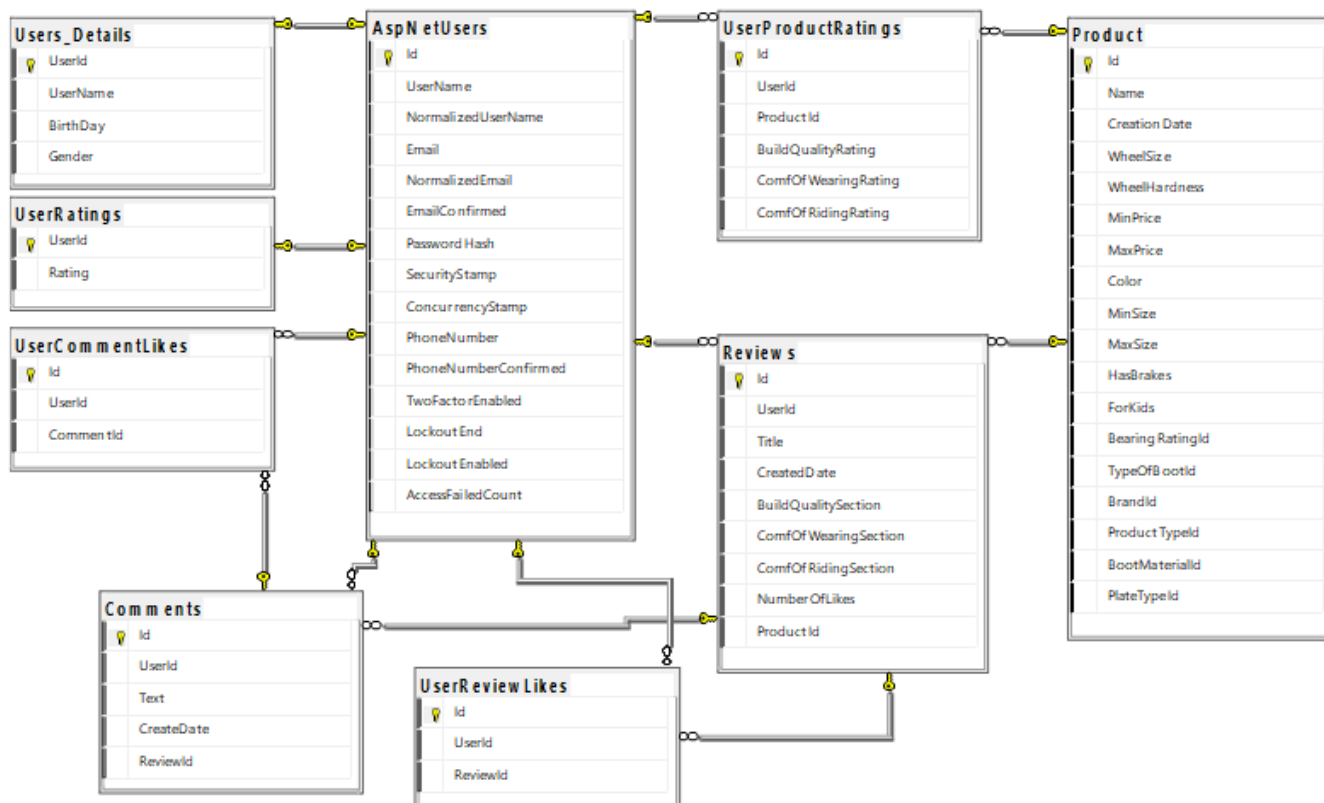 Users_Details
UserId
UserName
BirthDay
Gender
UserRatings
UserId
Rating
UserCommentLikes
Id
UserId
CommentId
AspNetUsers
Id
UserName
NormalizedUserName
Email
NormalizedEmail
EmailConfirmed
PasswordHash
SecurityStamp
ConcurrencyStamp
PhoneNumber
PhoneNumberConfirmed
TwoFactorEnabled
LockoutEnd
LockoutEnabled
AccessFailedCount
UserProductRatings
Id
UserId
ProductId
BuildQualityRating
ComfOfWearingRating
ComfOfRidingRating
Product
Id
Name
CreationDate
WheelSize
WheelHardness
MinPrice
MaxPrice
Color
MinSize
MaxSize
HasBrakes
ForKids
BearingRatingId
TypeOfBootId
BrandId
ProductTypeId
BootMaterialId
PlateTypeId
Reviews
Id
UserId
Title
CreatedDate
BuildQualitySection
ComfOfWearingSection
ComfOfRidingSection
NumberOfLikes
ProductId
Comments
Id
UserId
Text
CreateDate
ReviewId
UserReviewLikes
Id
UserId
ReviewId